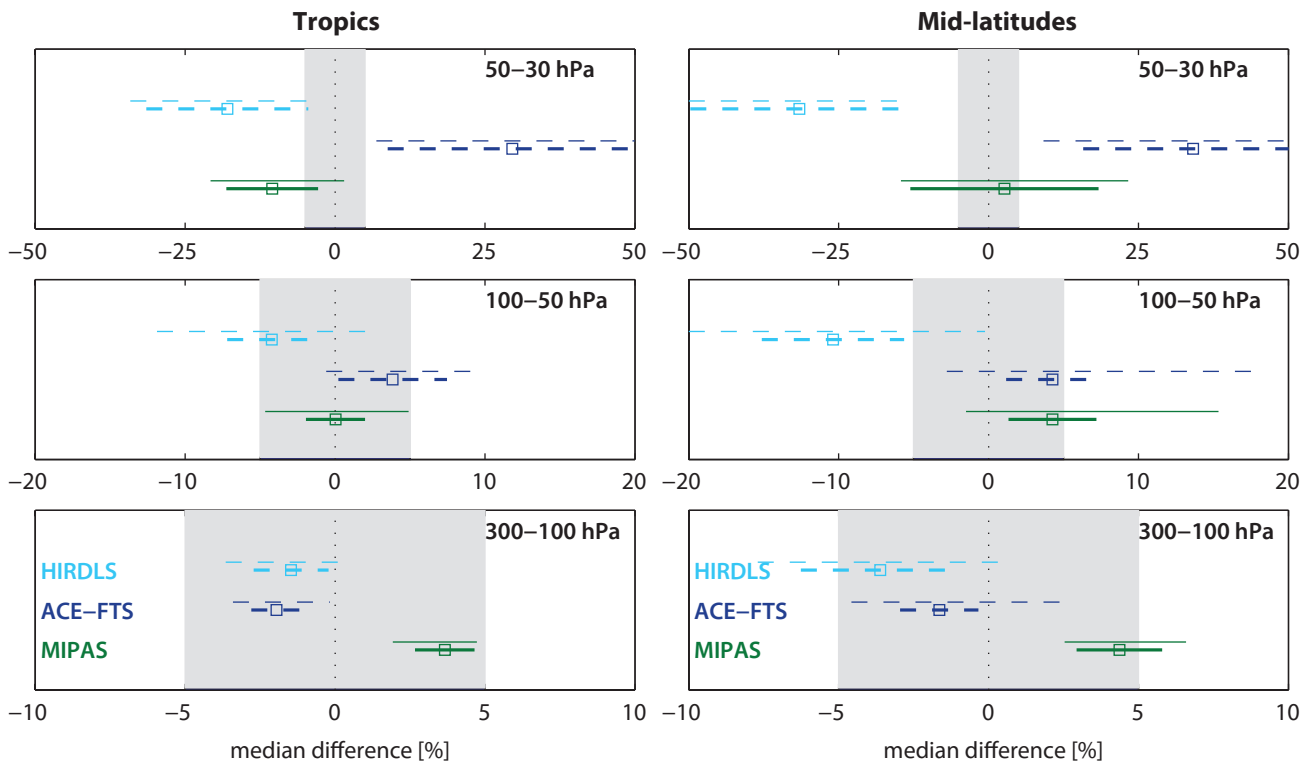 Tropics
Mid-latitudes
50–30 hPa
50–30 hPa
−50 −25 0 25 50
−50 −25 0 25 50
100–50 hPa
100–50 hPa
−20 −10 0 10 20
−20 −10 0 10 20
300–100 hPa
HIRDLS
ACE–FTS
MIPAS
300–100 hPa
HIRDLS
ACE–FTS
MIPAS
−10 −5 0 5 10
−10 −5 0 5 10
median difference [%]
median difference [%]